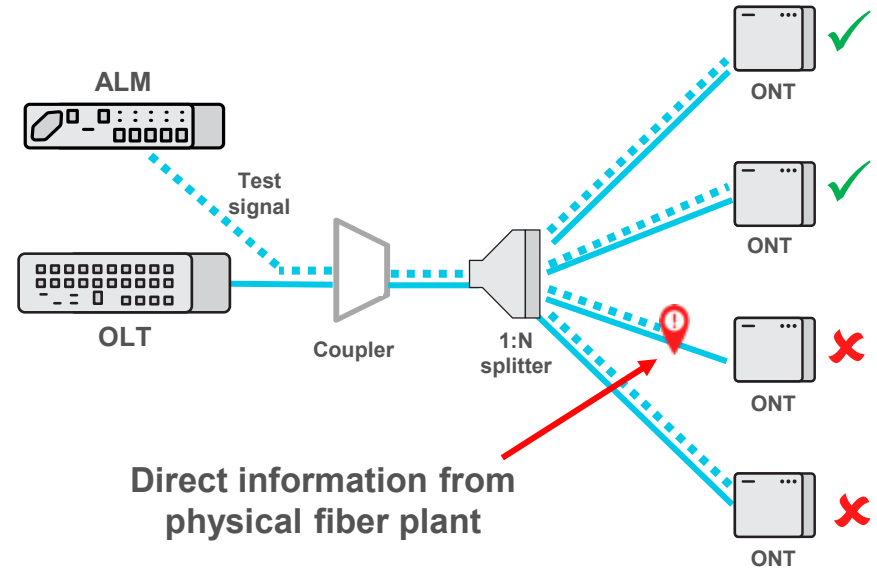 ALM
Test
signal
OLT
Coupler
1:N
splitter
ONT
ONT
ONT
ONT
Direct information from
physical fiber plant